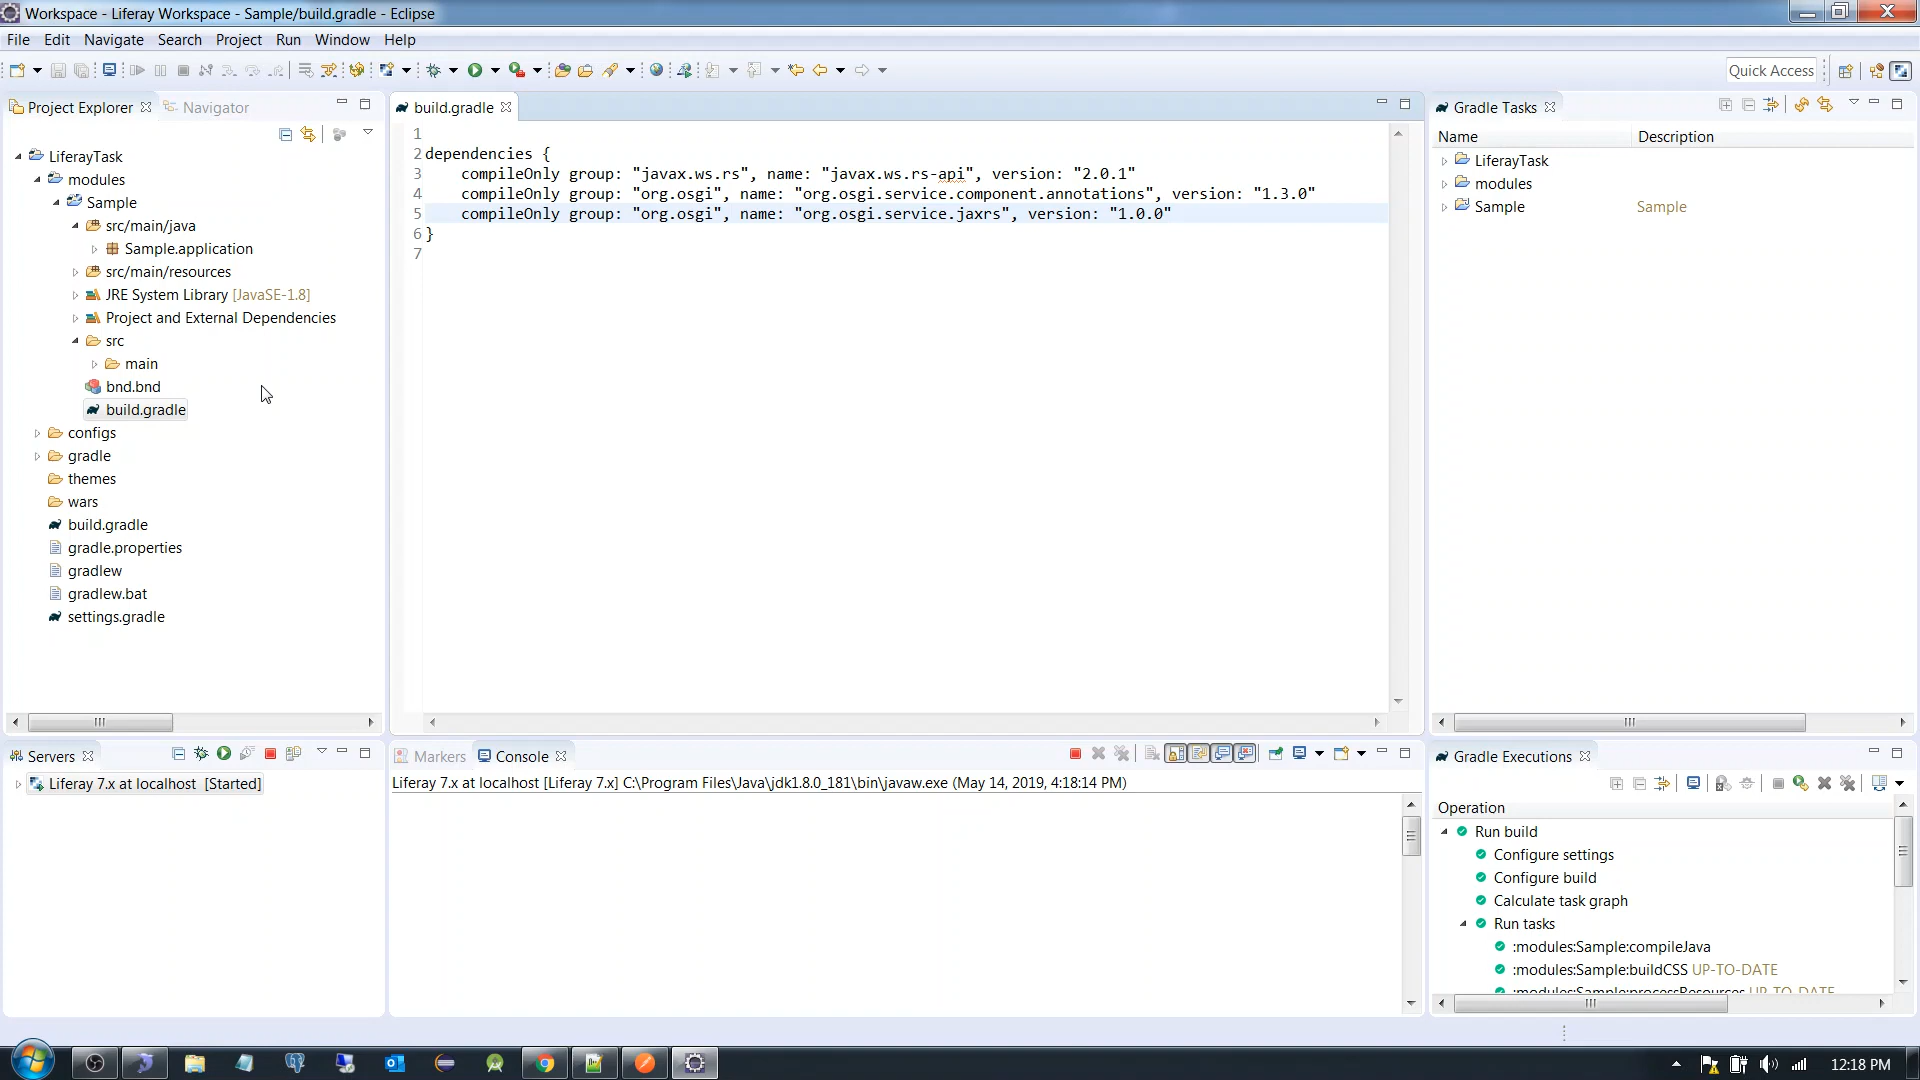 Workspace - Liferay Workspace - Sample/build.gradle - Eclipse
File Edit Navigate Search Project Run Window Help
Quick Access
Project Explorer
Navigator
LiferayTask
modules
Sample
src/main/java
Sample.application
src/main/resources
JRE System Library [JavaSE-1.8]
Project and External Dependencies
src
main
bnd.bnd
build.gradle
configs
gradle
themes
wars
build.gradle
gradle.properties
gradlew
gradlew.bat
settings.gradle
build.gradle
1
2 dependencies {
3 compileOnly group: "javax.ws.rs", name: "javax.ws.rs-api", version: "2.0.1"
4 compileOnly group: "org.osgi", name: "org.osgi.service.component.annotations", version: "1.3.0"
5 compileOnly group: "org.osgi", name: "org.osgi.service.jaxrs", version: "1.0.0"
6 }
7
Gradle Tasks
Name Description
LiferayTask
modules
Sample Sample
Servers
Liferay 7.x at localhost [Started]
Markers Console
Liferay 7.x at localhost [Liferay 7.x] C:\Program Files\Java\jdk1.8.0_181\bin\javaw.exe (May 14, 2019, 4:18:14 PM)
Gradle Executions
Operation
Run build
Configure settings
Configure build
Calculate task graph
Run tasks
:modules:Sample:compileJava
:modules:Sample:buildCSS UP-TO-DATE
:modules:Sample:processResources UP-TO-DATE
12:18 PM